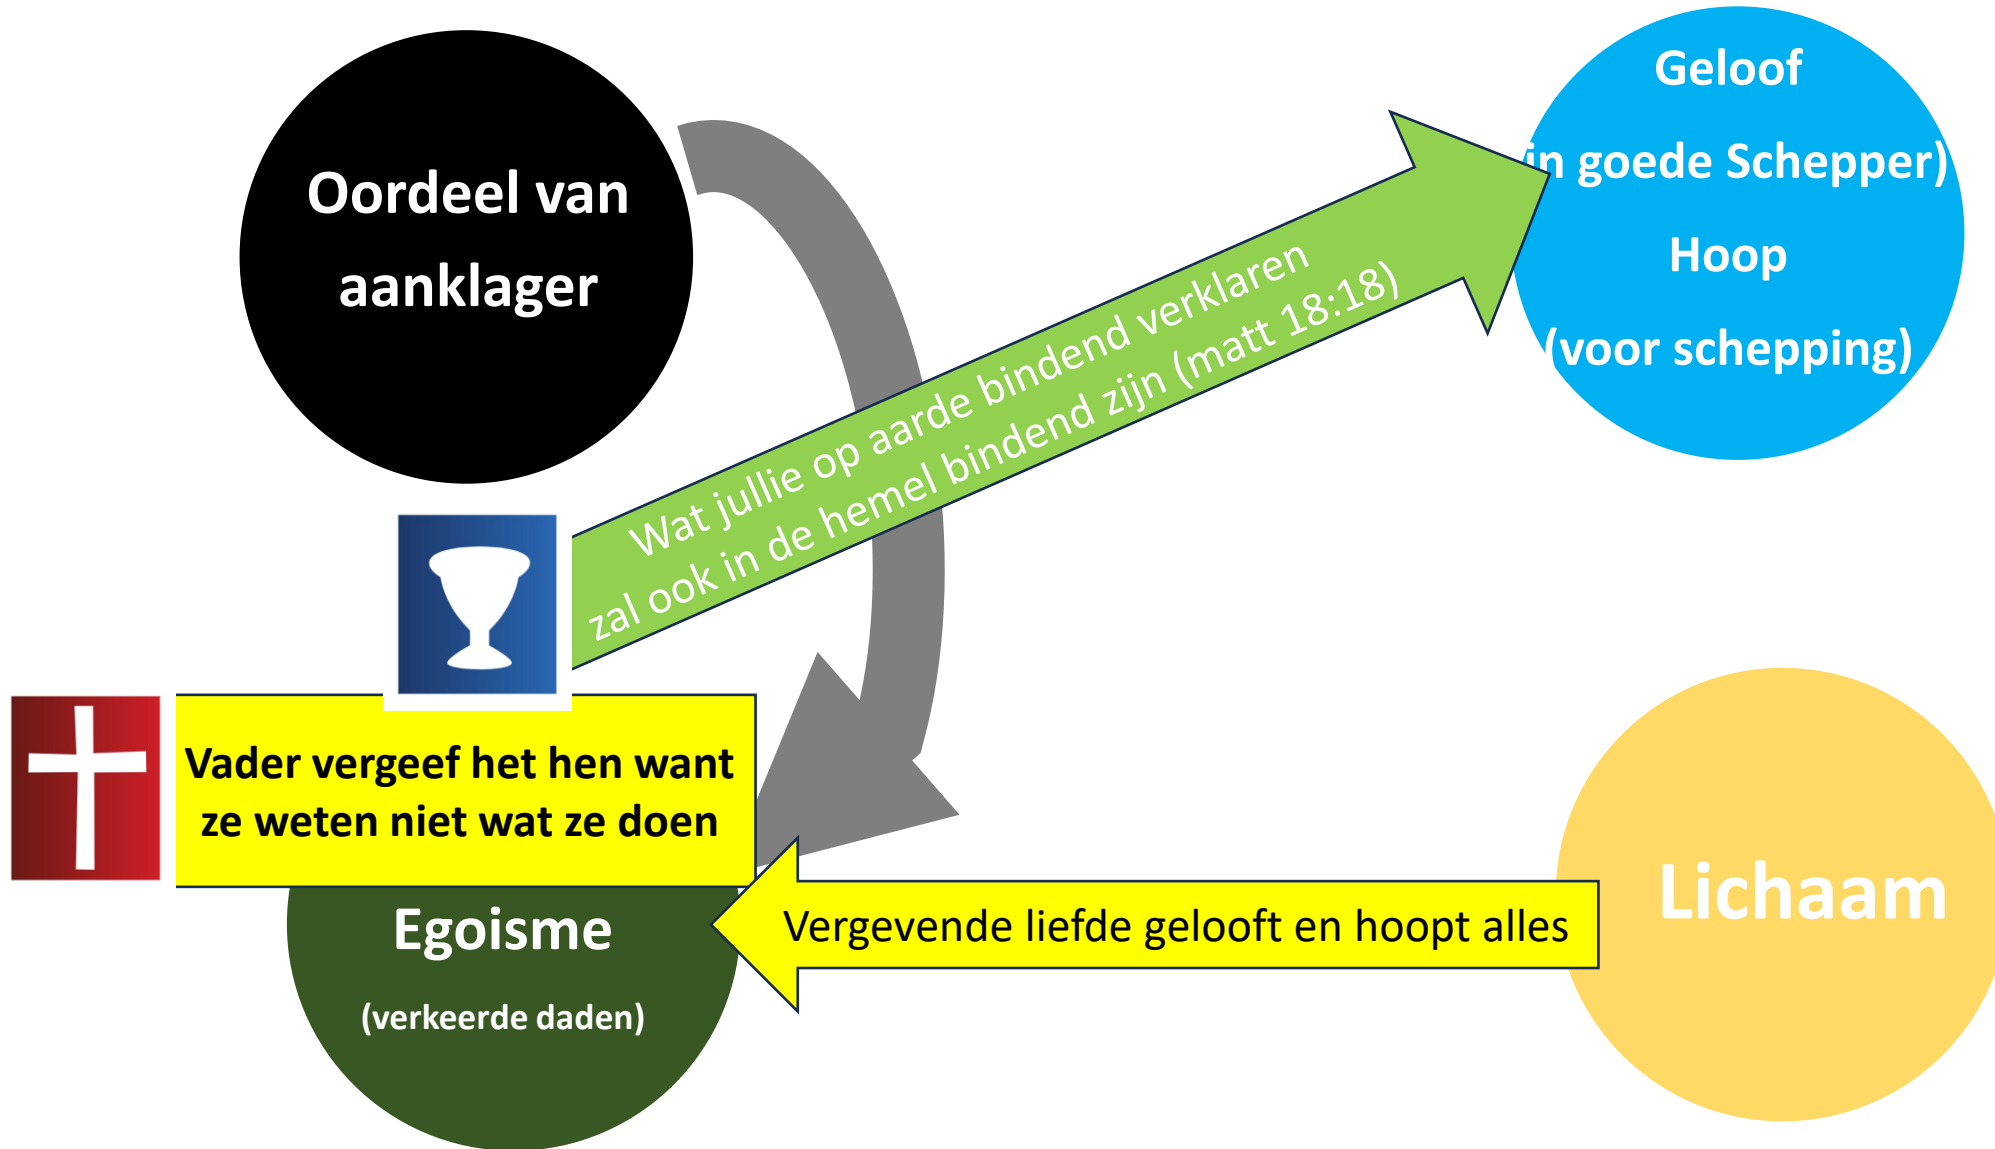 Oordeel van
aanklager
Geloof
in goede Schepper)
Hoop
(voor schepping)
Wat jullie op aarde bindend verklaren
zal ook in de hemel bindend zijn (matt 18:18)
Vader vergeef het hen want
ze weten niet wat ze doen
Egoisme
(verkeerde daden)
Vergevende liefde gelooft en hoopt alles
Lichaam